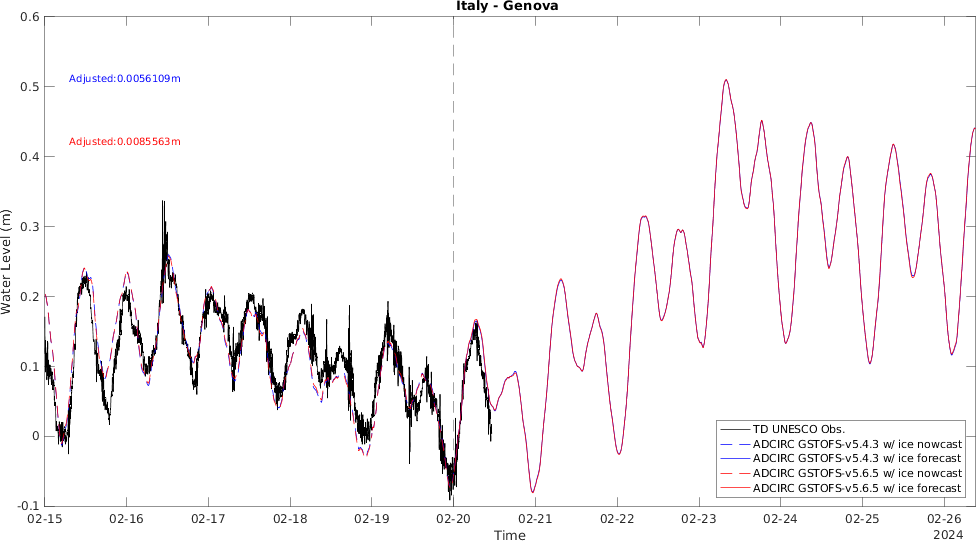 Italy - Genova
Water Level (m)
0.6
0.5
0.4
0.3
0.2
0.1
0
-0.1
Adjusted:0.0056109m
Adjusted:0.0085563m
TD UNESCO Obs.
ADCIRC GSTOFS-v5.4.3 w/ ice nowcast
ADCIRC GSTOFS-v5.4.3 w/ ice forecast
ADCIRC GSTOFS-v5.6.5 w/ ice nowcast
ADCIRC GSTOFS-v5.6.5 w/ ice forecast
02-15 02-16 02-17 02-18 02-19 02-20 02-21 02-22 02-23 02-24 02-25 02-26
Time
2024